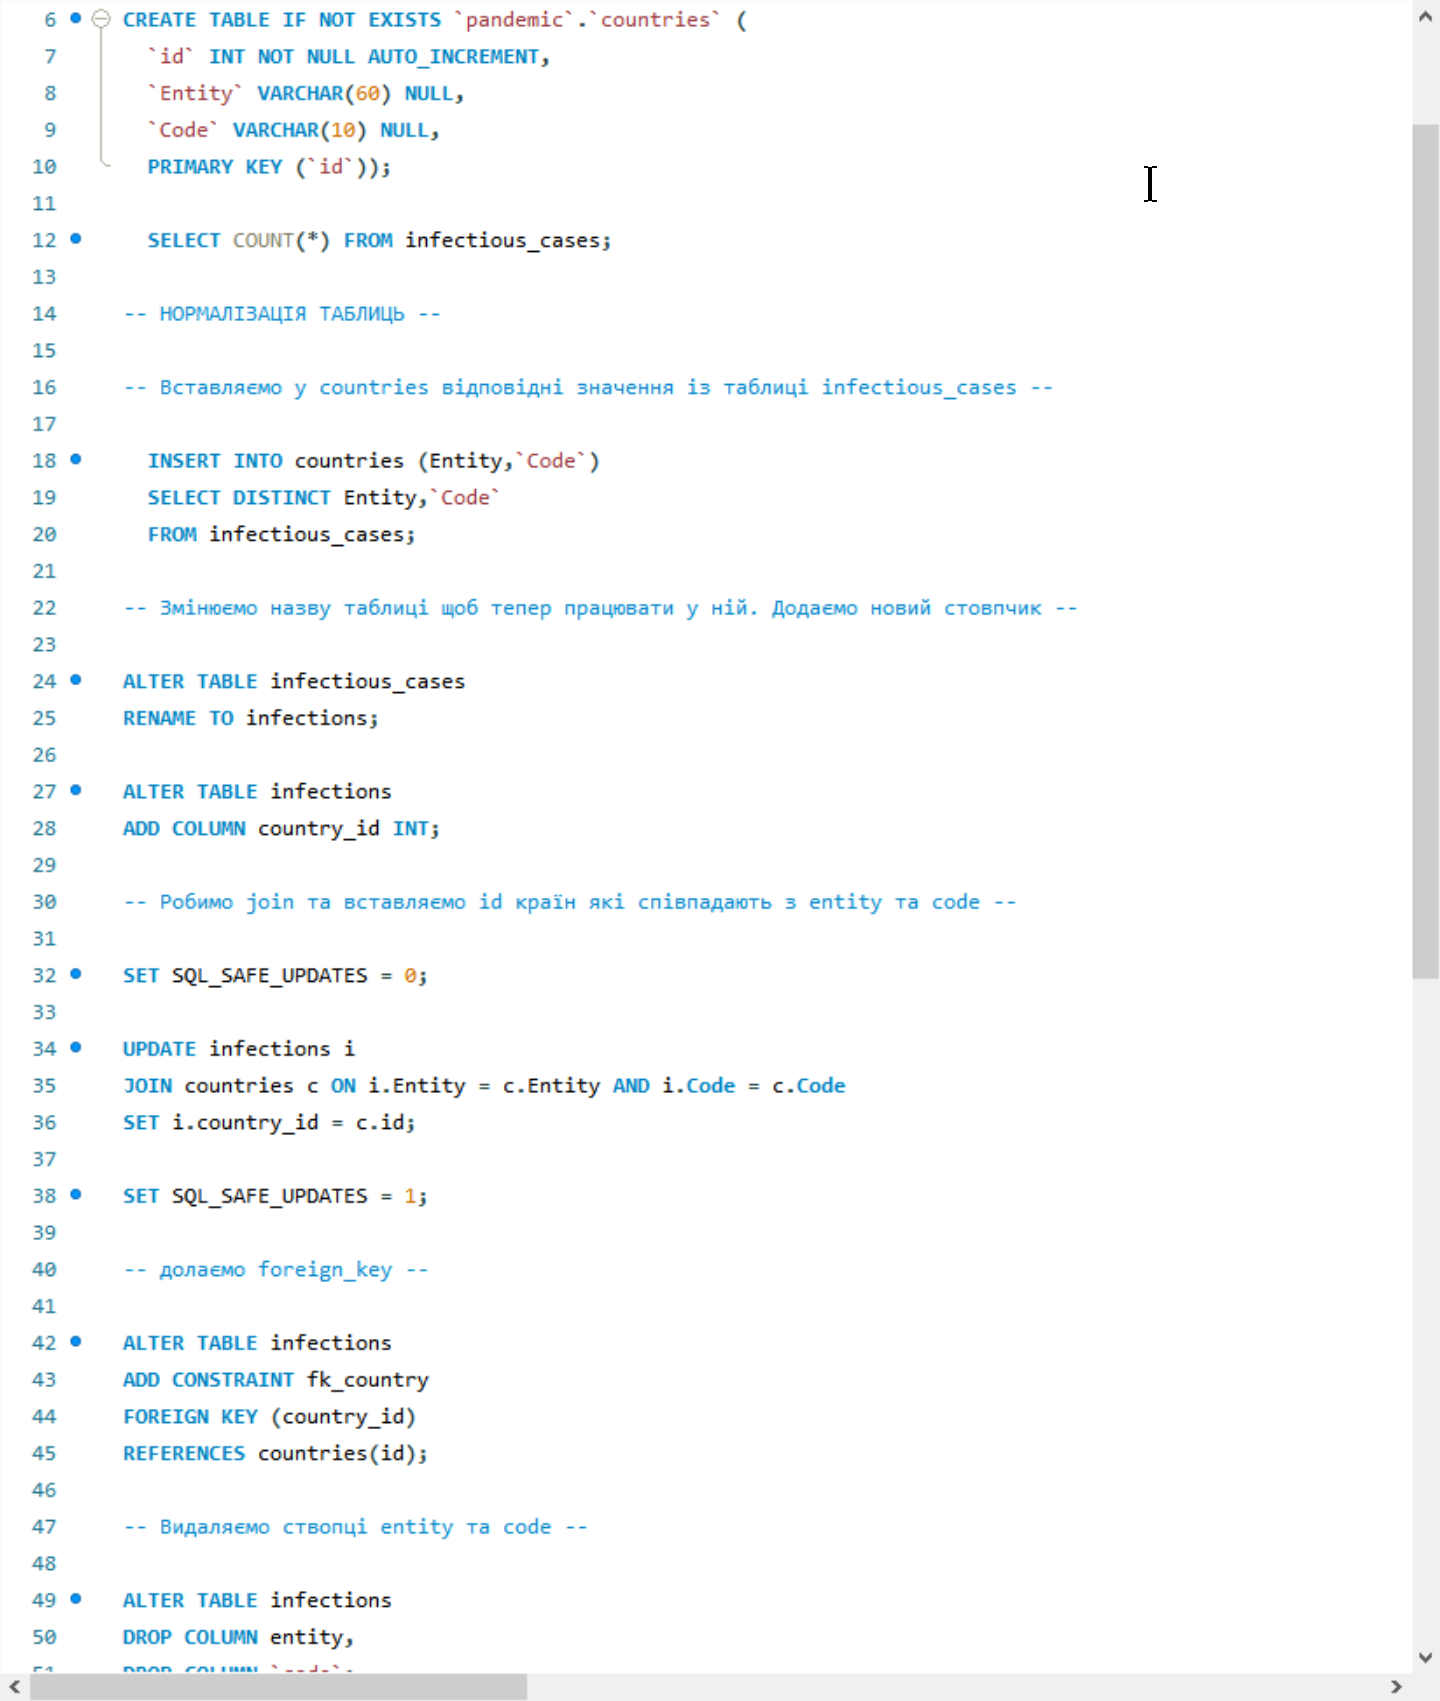 6 CREATE TABLE IF NOT EXISTS `pandemic`.`countries` (
7 `id` INT NOT NULL AUTO_INCREMENT,
8 `Entity` VARCHAR(60) NULL,
9 `Code` VARCHAR(10) NULL,
10 PRIMARY KEY (`id`));
11
12 SELECT COUNT(*) FROM infectious_cases;
13
14 -- НОРМАЛІЗАЦІЯ ТАБЛИЦЬ --
15
16 -- Вставляємо у countries відповідні значення із таблиці infectious_cases --
17
18 INSERT INTO countries (Entity,`Code`)
19 SELECT DISTINCT Entity,`Code`
20 FROM infectious_cases;
21
22 -- Змінюємо назву таблиці щоб тепер працювати у ній. Додаємо новий стовпчик --
23
24 ALTER TABLE infectious_cases
25 RENAME TO infections;
26
27 ALTER TABLE infections
28 ADD COLUMN country_id INT;
29
30 -- Робимо join та вставляємо id країн які співпадають з entity та code --
31
32 SET SQL_SAFE_UPDATES = 0;
33
34 UPDATE infections i
35 JOIN countries c ON i.Entity = c.Entity AND i.Code = c.Code
36 SET i.country_id = c.id;
37
38 SET SQL_SAFE_UPDATES = 1;
39
40 -- долаємо foreign_key --
41
42 ALTER TABLE infections
43 ADD CONSTRAINT fk_country
44 FOREIGN KEY (country_id)
45 REFERENCES countries(id);
46
47 -- Видаляємо ствопці entity та code --
48
49 ALTER TABLE infections
50 DROP COLUMN entity,
51 DROP COLUMN `code`;